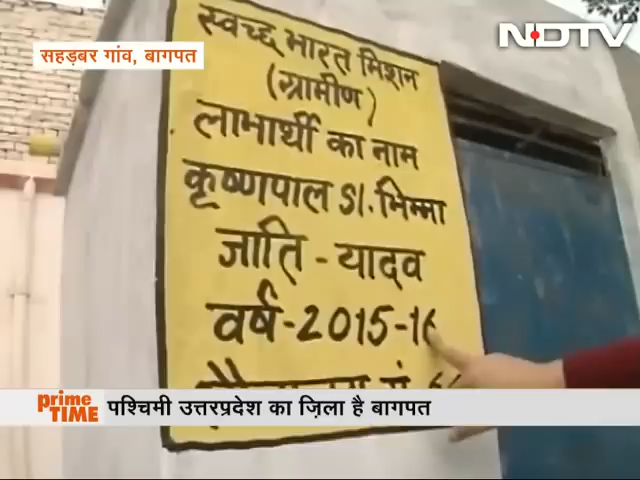 NDTV
सहड़बर गांव, बागपत
स्वच्छ भारत मिशन
(ग्रामीण)
लाभार्थी का नाम
कृष्णपाल S/. भिम्मा
जाति - यादव
वर्ष - 2015-16
prime TIME
पश्चिमी उत्तरप्रदेश का ज़िला है बागपत